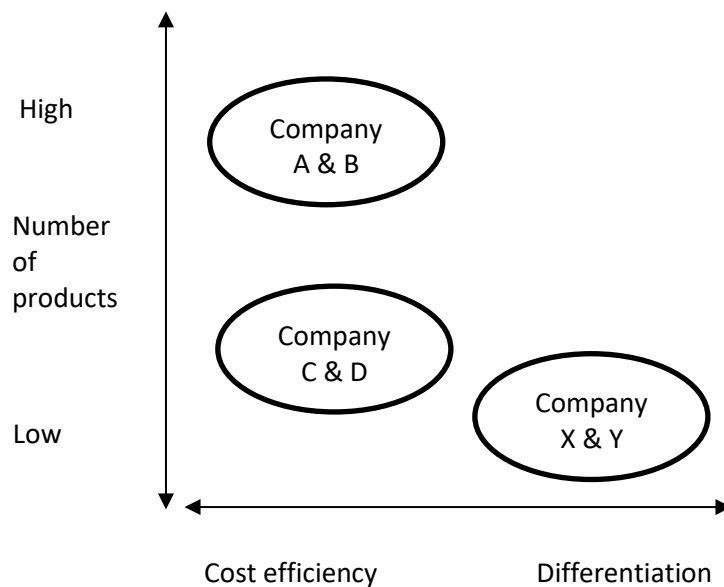 High
Company
A & B
Number
of
products
Company
C & D
Company
X & Y
Low
Cost efficiency
Differentiation